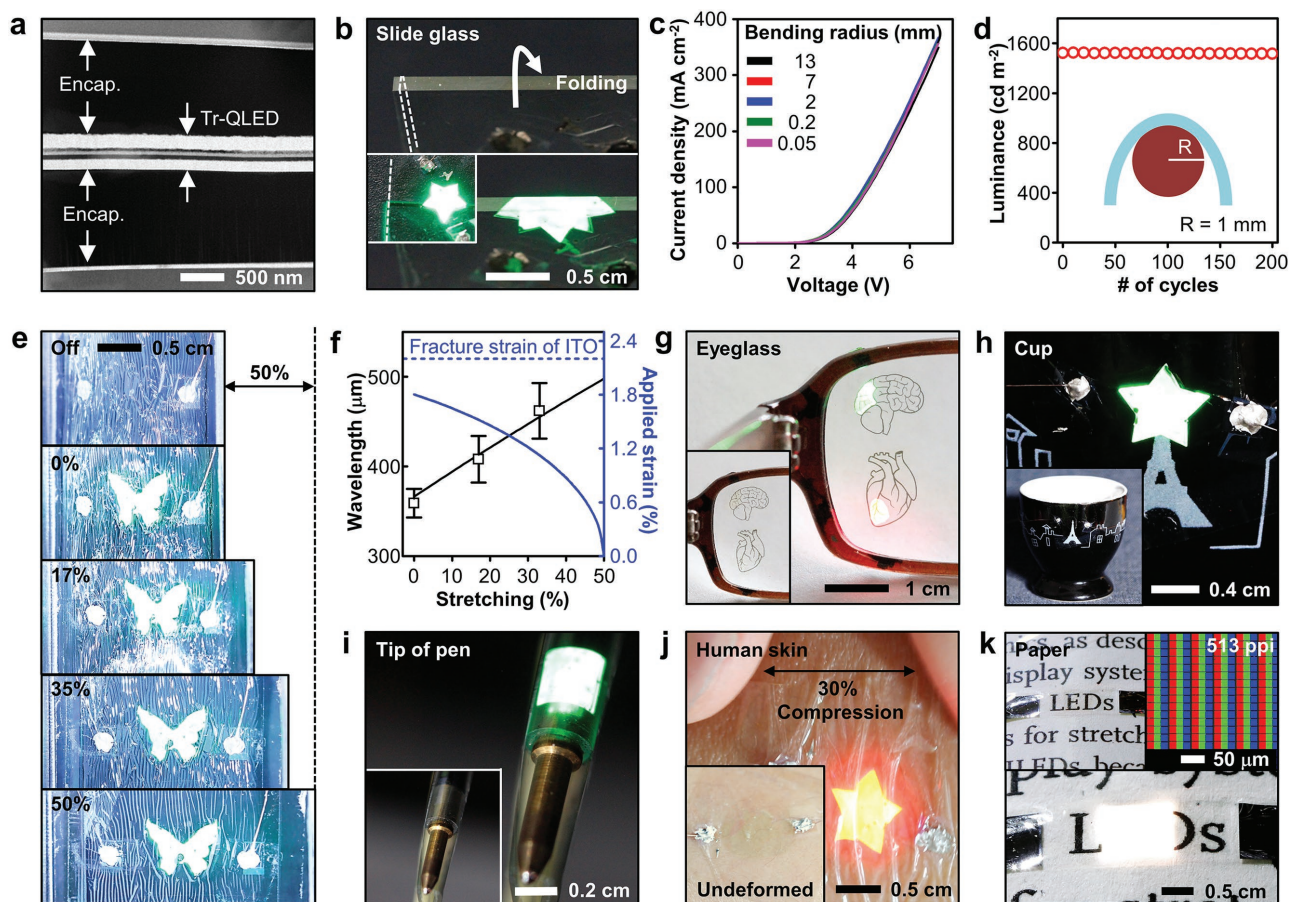 a
Encap.
Tr-QLED
Encap.
500 nm
b
Slide glass
Folding
0.5 cm
c
Current density (mA cm⁻²)
400
300
200
100
0
0 2 4 6
Voltage (V)
Bending radius (mm)
13
7
2
0.2
0.05
d
Luminance (cd m⁻²)
1600
1200
800
400
0
0 50 100 150 200
# of cycles
R
R = 1 mm
e
Off
0.5 cm
50%
0%
17%
35%
50%
f
Fracture strain of ITO
Wavelength (μm)
500
400
300
0 10 20 30 40 50
Stretching (%)
2.4
1.8
1.2
0.6
0.0
Applied strain (%)
g
Eyeglass
1 cm
h
Cup
0.4 cm
i
Tip of pen
0.2 cm
j
Human skin
30%
Compression
Undeformed
0.5 cm
k
Paper
513 ppi
as desc
isplay syste
LEDs
s for stretch
50 μm
L Ds
0.5 cm